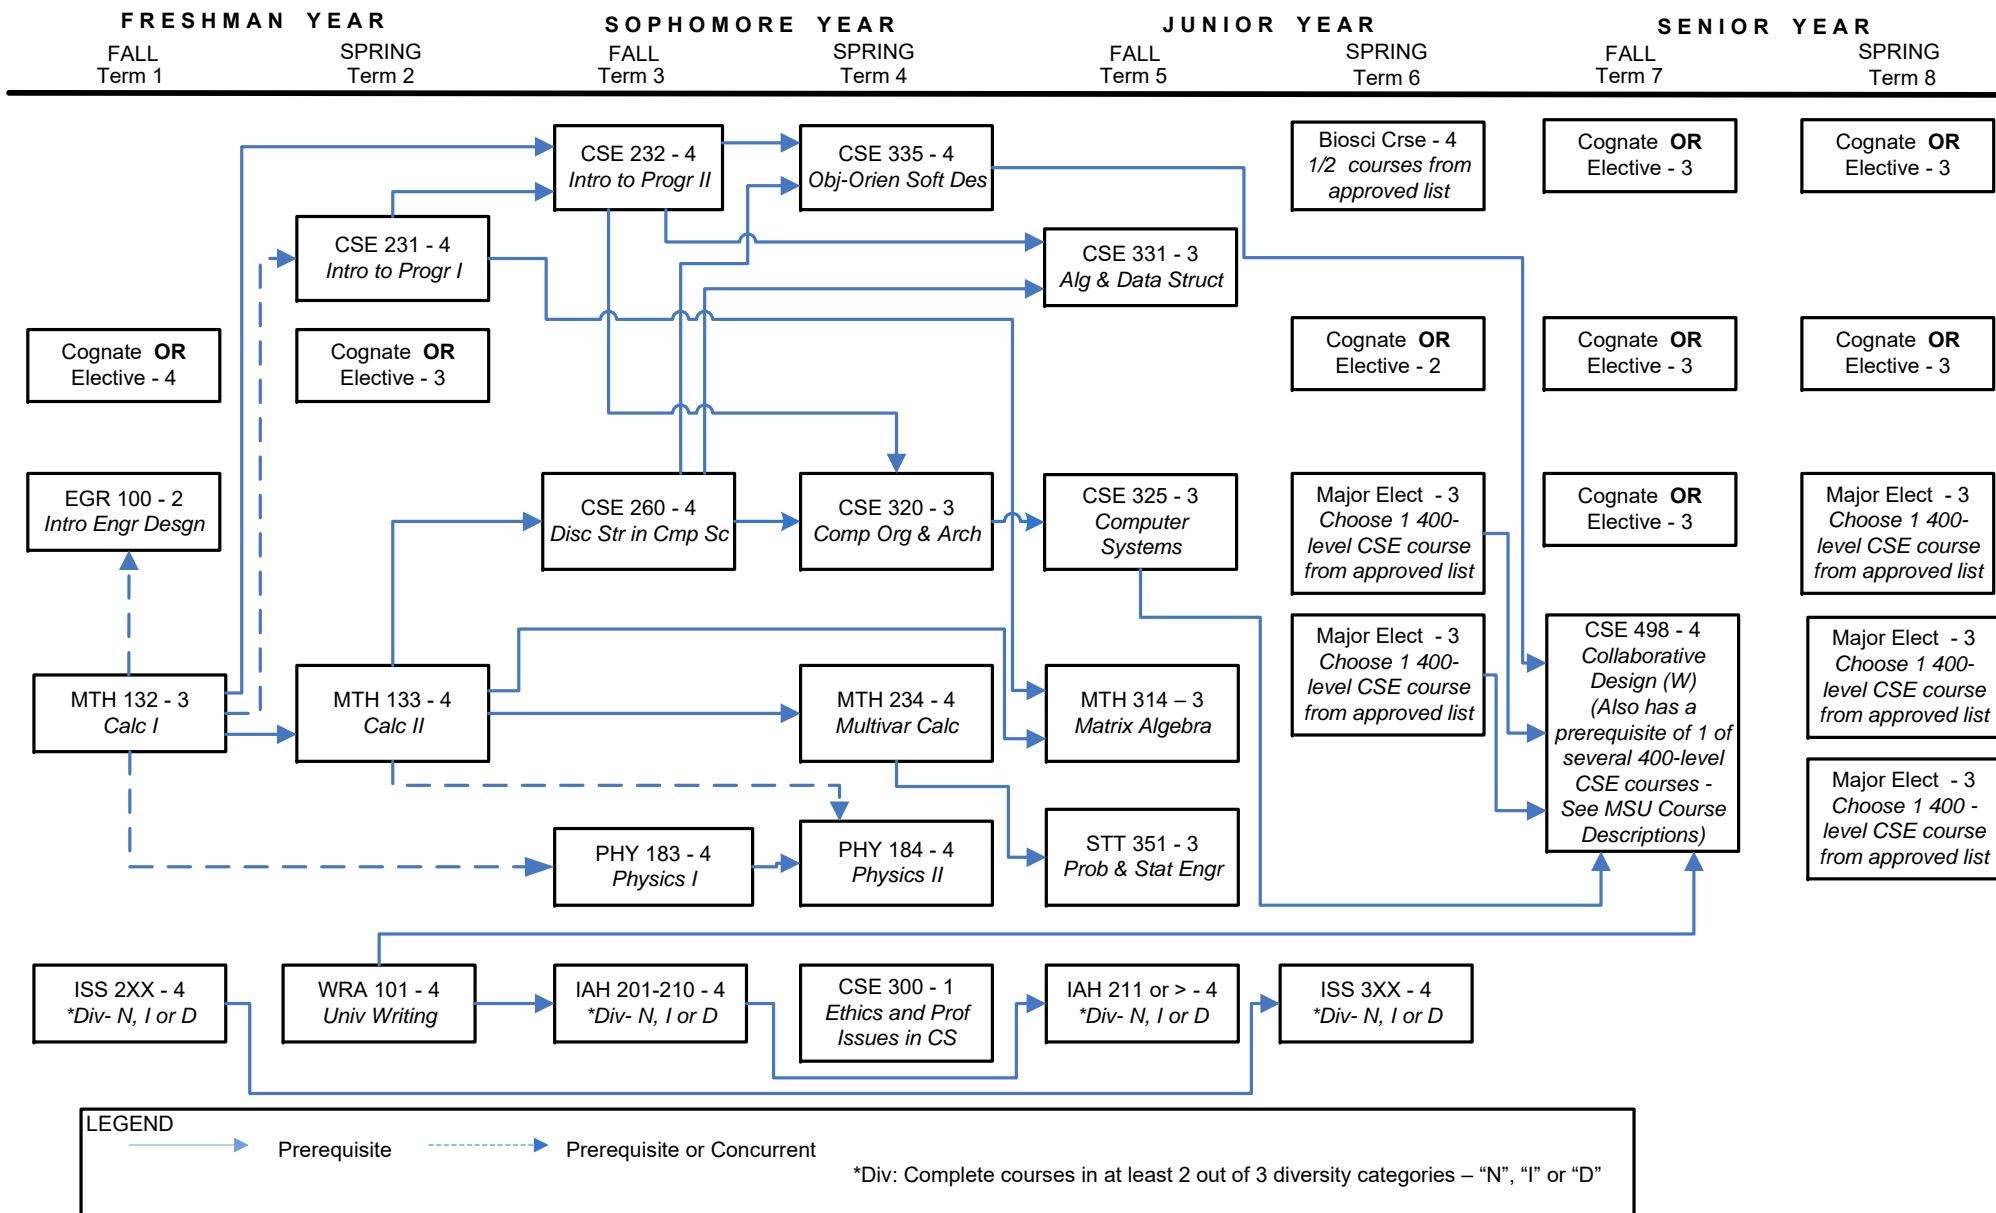 FRESHMAN YEAR
SOPHOMORE YEAR
JUNIOR YEAR
SENIOR YEAR
FALL
Term 1
SPRING
Term 2
FALL
Term 3
SPRING
Term 4
FALL
Term 5
SPRING
Term 6
FALL
Term 7
SPRING
Term 8
Cognate OR
Elective - 4
EGR 100 - 2
Intro Engr Desgn
MTH 132 - 3
Calc I
ISS 2XX - 4
*Div- N, I or D
CSE 231 - 4
Intro to Progr I
Cognate OR
Elective - 3
MTH 133 - 4
Calc II
WRA 101 - 4
Univ Writing
CSE 232 - 4
Intro to Progr II
CSE 260 - 4
Disc Str in Cmp Sc
PHY 183 - 4
Physics I
IAH 201-210 - 4
*Div- N, I or D
CSE 335 - 4
Obj-Orien Soft Des
CSE 320 - 3
Comp Org & Arch
MTH 234 - 4
Multivar Calc
PHY 184 - 4
Physics II
CSE 300 - 1
Ethics and Prof
Issues in CS
CSE 331 - 3
Alg & Data Struct
CSE 325 - 3
Computer
Systems
MTH 314 – 3
Matrix Algebra
STT 351 - 3
Prob & Stat Engr
IAH 211 or > - 4
*Div- N, I or D
Biosci Crse - 4
1/2 courses from
approved list
Cognate OR
Elective - 2
Major Elect - 3
Choose 1 400-
level CSE course
from approved list
Major Elect - 3
Choose 1 400-
level CSE course
from approved list
ISS 3XX - 4
*Div- N, I or D
Cognate OR
Elective - 3
Cognate OR
Elective - 3
Cognate OR
Elective - 3
CSE 498 - 4
Collaborative
Design (W)
(Also has a
prerequisite of 1 of
several 400-level
CSE courses -
See MSU Course
Descriptions)
Cognate OR
Elective - 3
Cognate OR
Elective - 3
Major Elect - 3
Choose 1 400-
level CSE course
from approved list
Major Elect - 3
Choose 1 400-
level CSE course
from approved list
Major Elect - 3
Choose 1 400 -
level CSE course
from approved list
LEGEND
Prerequisite
Prerequisite or Concurrent
*Div: Complete courses in at least 2 out of 3 diversity categories – “N”, “I” or “D”